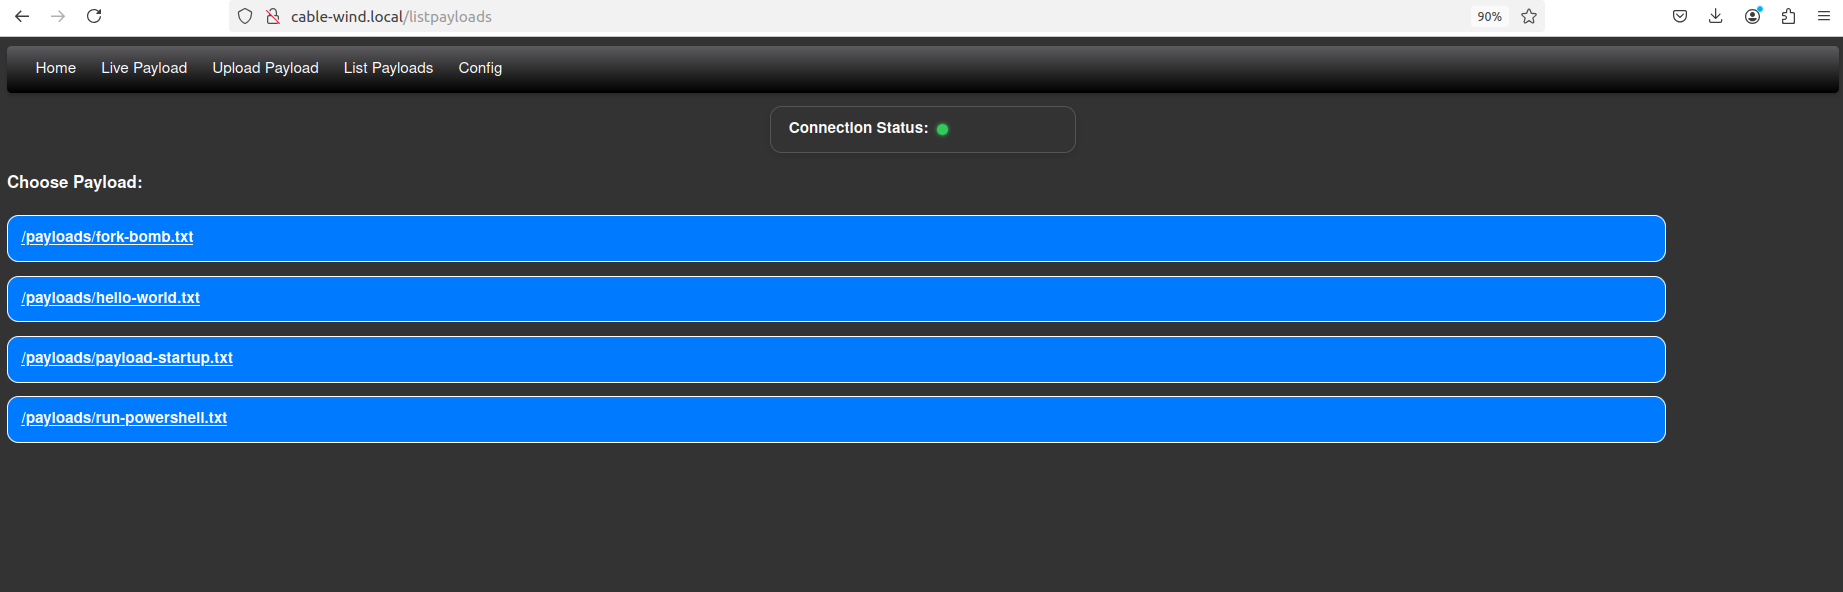 cable-wind.local/listpayloads 90%
Home Live Payload Upload Payload List Payloads Config
Connection Status:
Choose Payload:
/payloads/fork-bomb.txt
/payloads/hello-world.txt
/payloads/payload-startup.txt
/payloads/run-powershell.txt